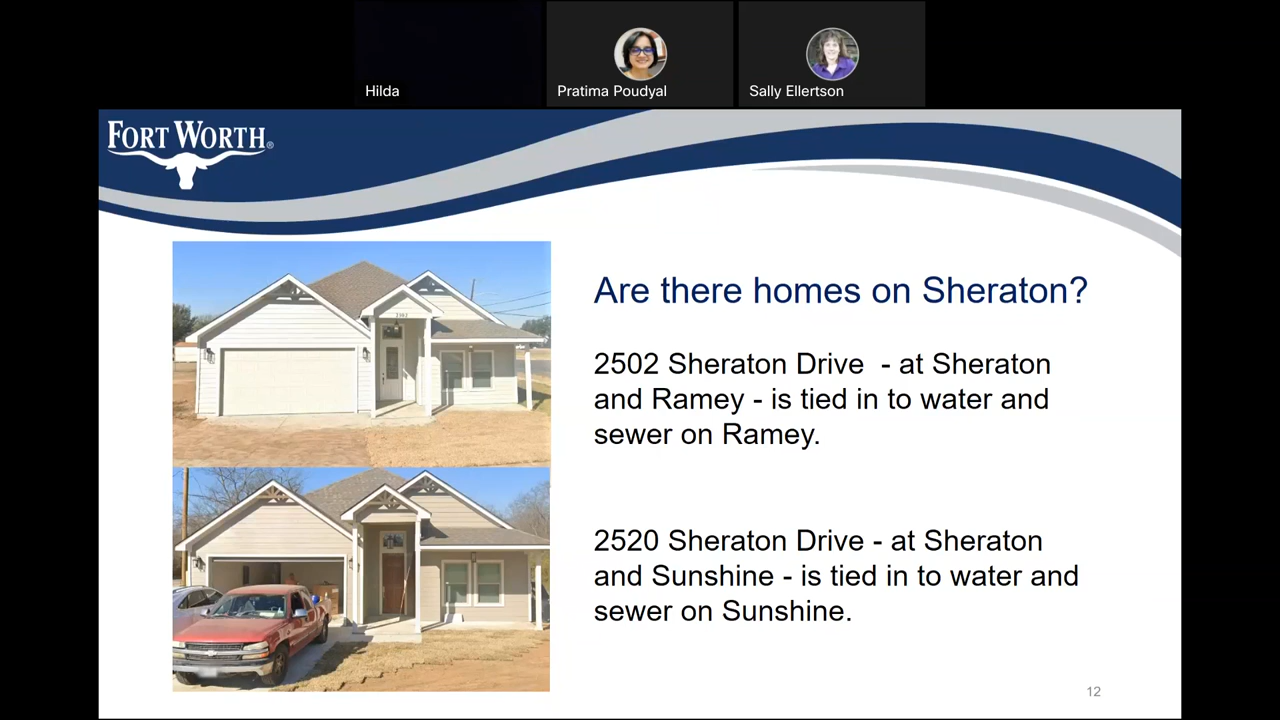 Hilda
Pratima Poudyal
Sally Ellertson
FORT WORTH®
Are there homes on Sheraton?
2502 Sheraton Drive - at Sheraton
and Ramey - is tied in to water and
sewer on Ramey.
2520 Sheraton Drive - at Sheraton
and Sunshine - is tied in to water and
sewer on Sunshine.
12